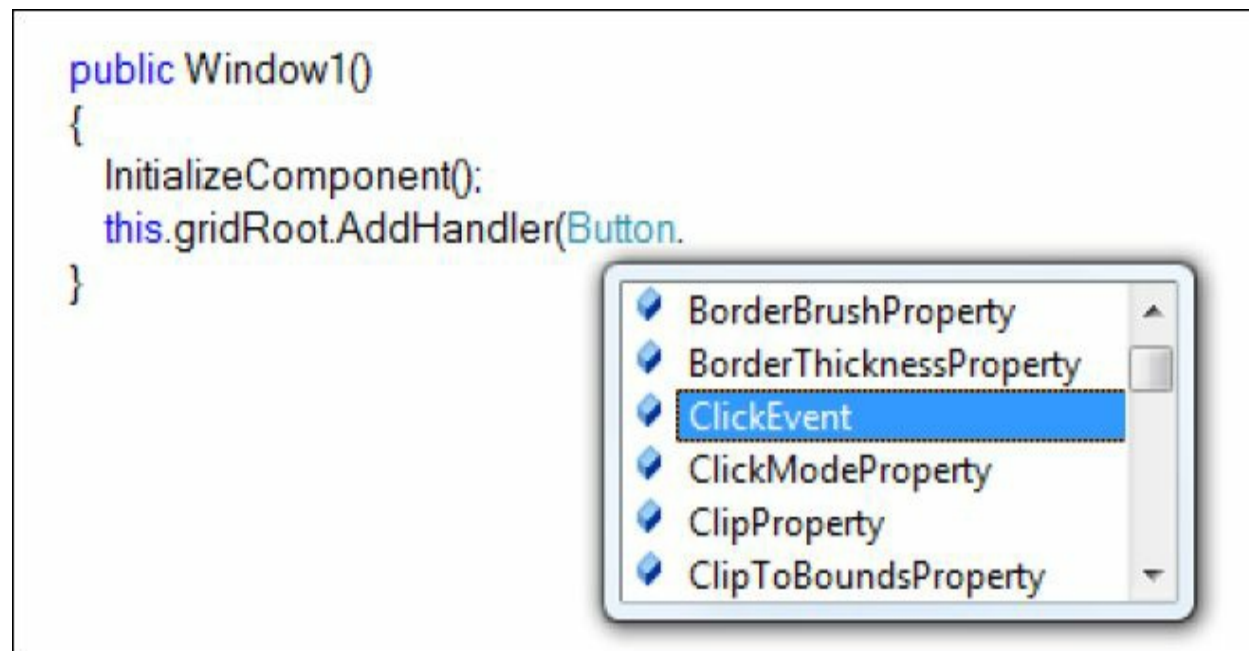 public Window1()
{
InitializeComponent();
this.gridRoot.AddHandler(Button.
}
BorderBrushProperty
BorderThicknessProperty
ClickEvent
ClickModeProperty
ClipProperty
ClipToBoundsProperty